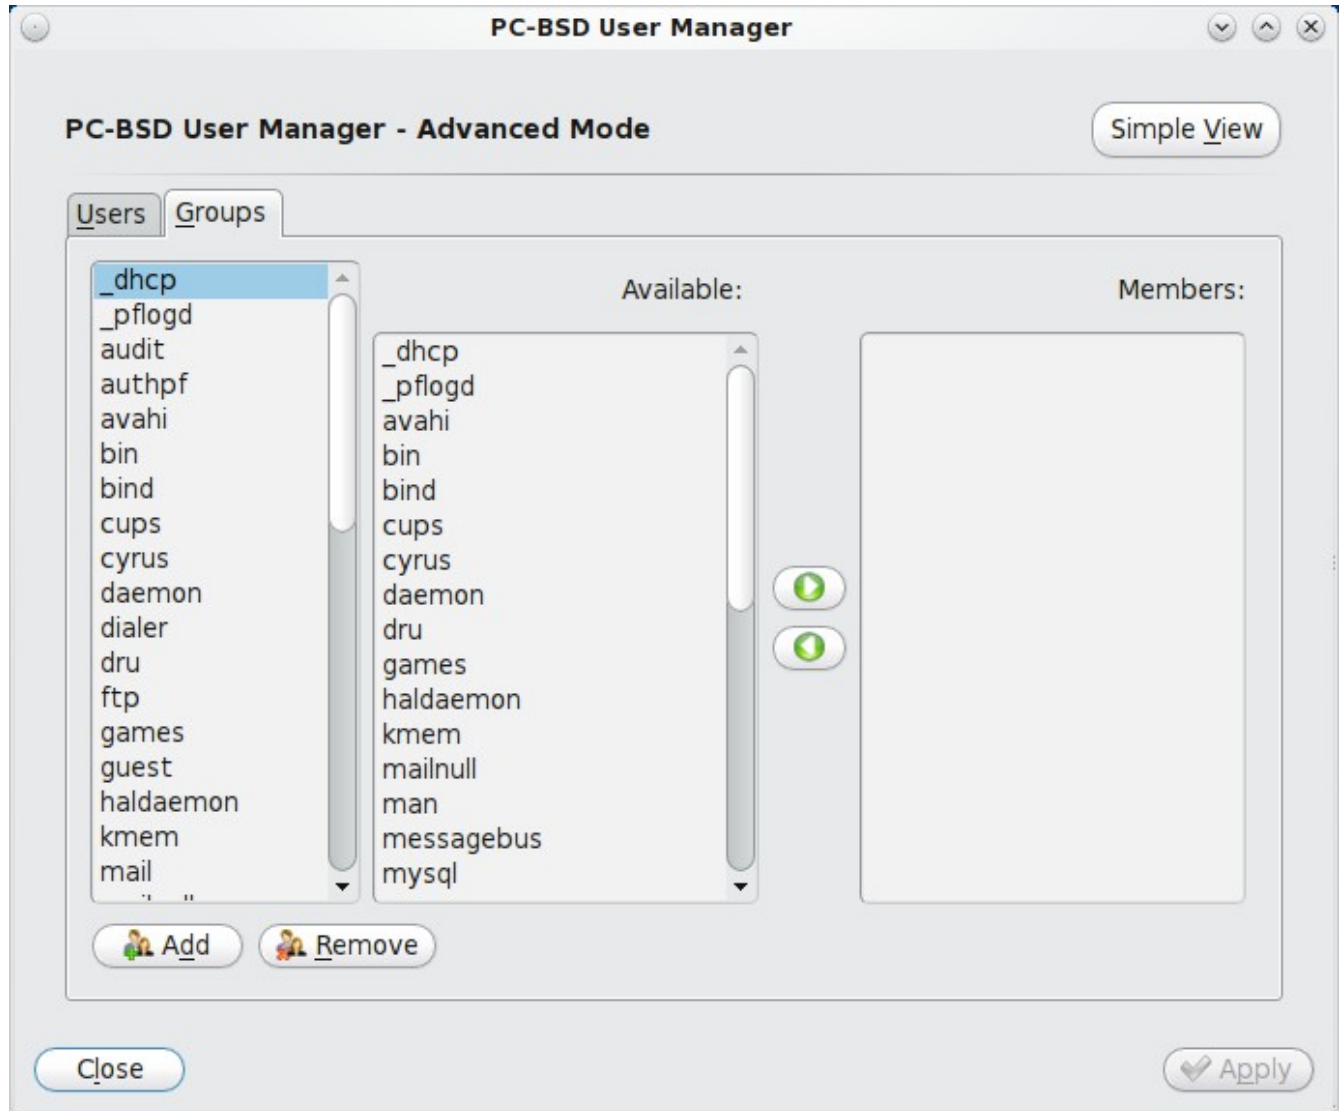 PC-BSD User Manager
PC-BSD User Manager - Advanced Mode
Simple View
Users
Groups
_dhcp
_pflogd
audit
authpf
avahi
bin
bind
cups
cyrus
daemon
dialer
dru
ftp
games
guest
haldaemon
kmem
mail
Available:
_dhcp
_pflogd
avahi
bin
bind
cups
cyrus
daemon
dru
games
haldaemon
kmem
mailnull
man
messagebus
mysql
Members:
Add
Remove
Close
Apply